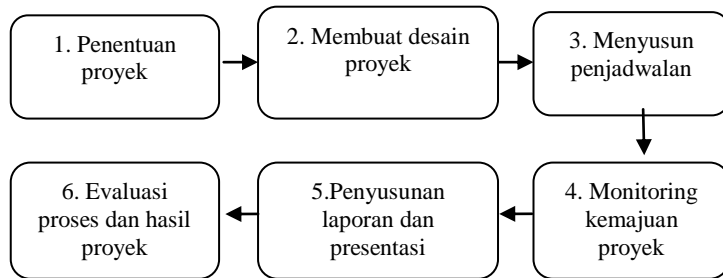 1. Penentuan
proyek
2. Membuat desain
proyek
3. Menyusun
penjadwalan
4. Monitoring
kemajuan
proyek
5.Penyusunan
laporan dan
presentasi
6. Evaluasi
proses dan hasil
proyek